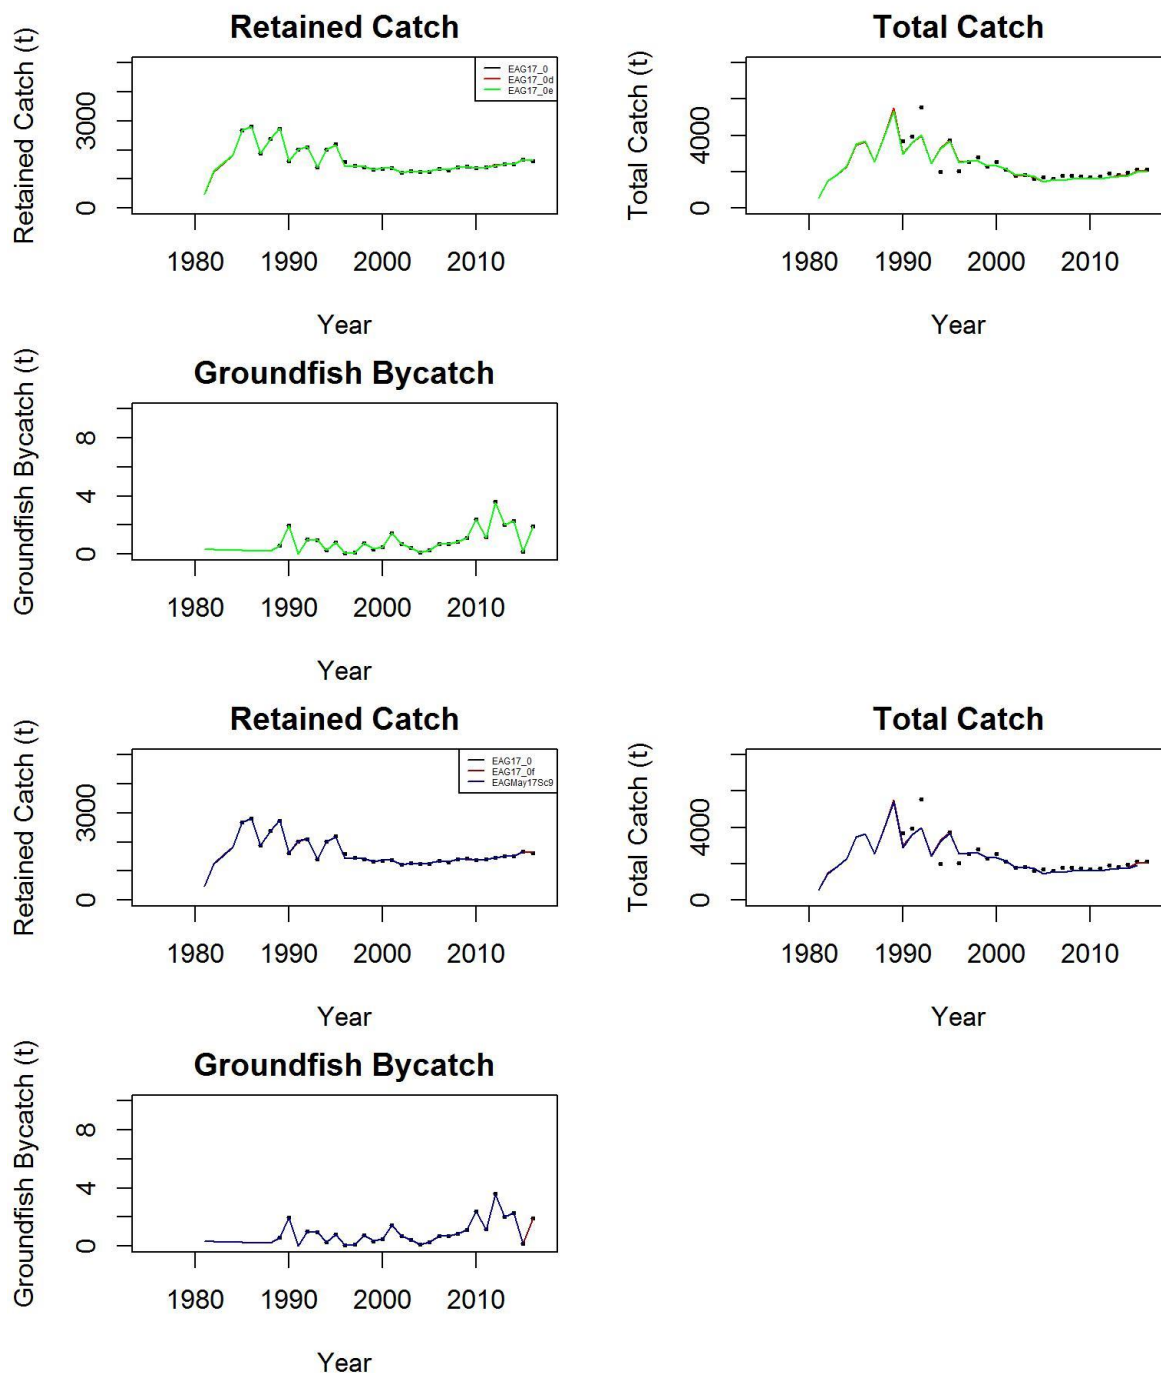 Retained Catch
Total Catch
Retained Catch (t)
3000
0
EAG17_0
EAG17_0d
EAG17_0e
1980 1990 2000 2010
Year
Total Catch (t)
4000
0
1980 1990 2000 2010
Year
Groundfish Bycatch
Groundfish Bycatch (t)
8
4
0
1980 1990 2000 2010
Year
Retained Catch
Total Catch
Retained Catch (t)
3000
0
EAG17_0
EAG17_0f
EAGMay17Sc9
1980 1990 2000 2010
Year
Total Catch (t)
4000
0
1980 1990 2000 2010
Year
Groundfish Bycatch
Groundfish Bycatch (t)
8
4
0
1980 1990 2000 2010
Year